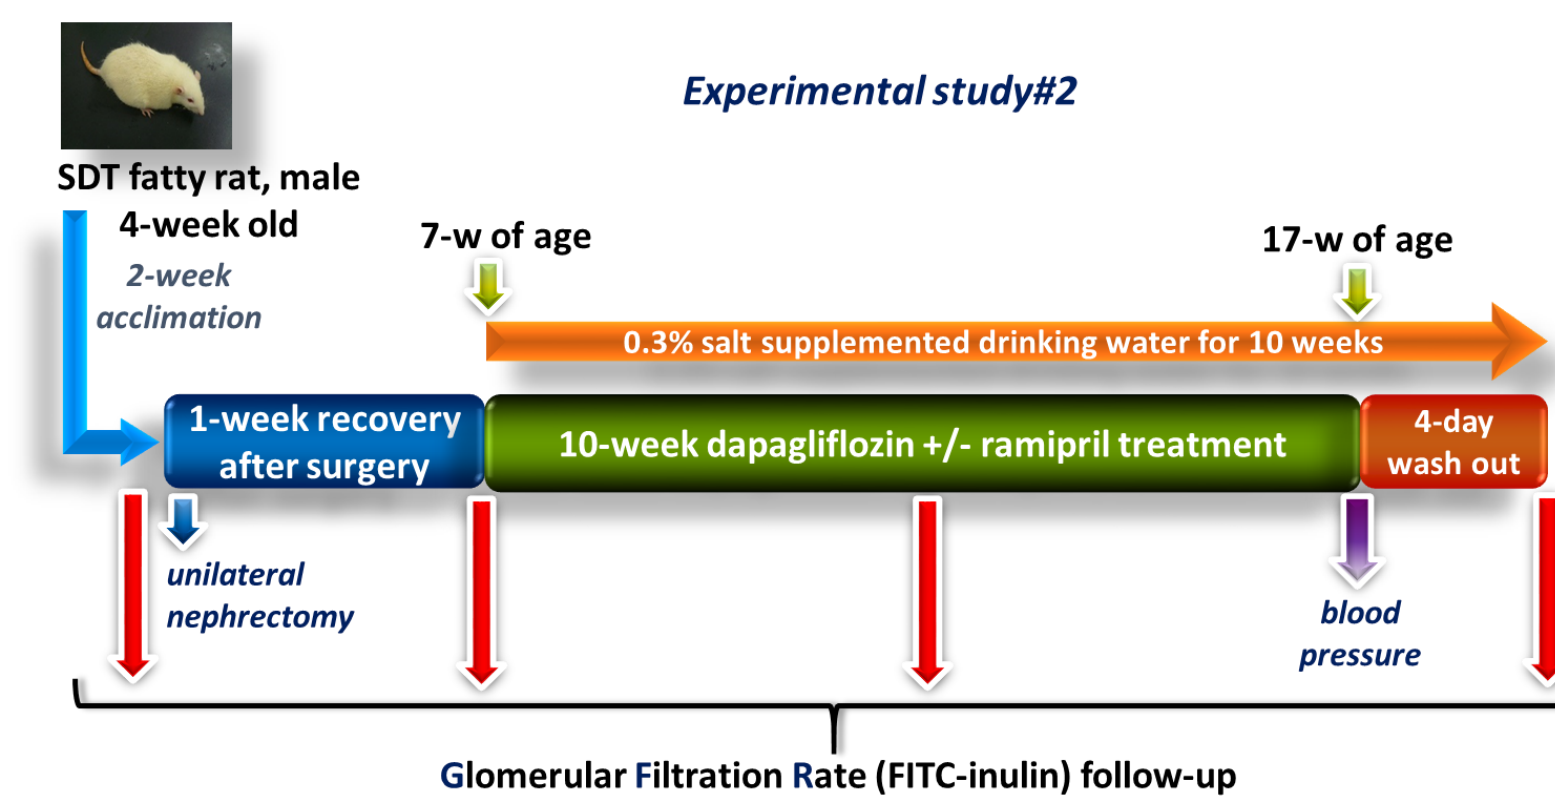 Experimental study#2
SDT fatty rat, male
4-week old
2-week
acclimation
7-w of age
17-w of age
0.3% salt supplemented drinking water for 10 weeks
1-week recovery
after surgery
10-week dapagliflozin +/- ramipril treatment
4-day
wash out
unilateral
nephrectomy
blood
pressure
Glomerular Filtration Rate (FITC-inulin) follow-up